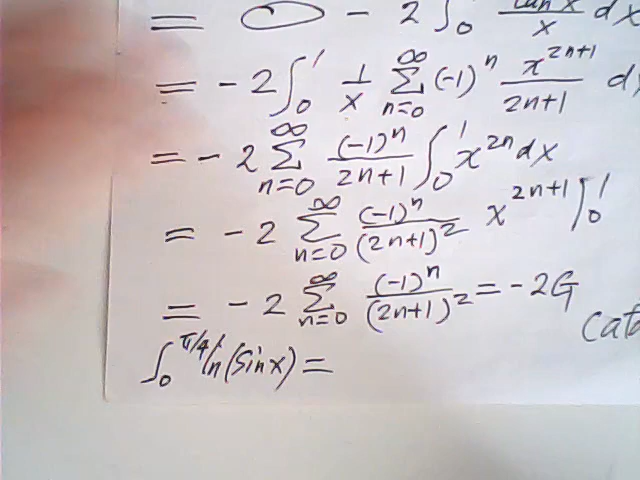 = 0 - 2 ∫₀ tan x / x dx
= - 2 ∫₀¹ 1/x ∑_{n=0}^{∞} (-1)ⁿ x^{2n+1} / 2n+1 d
= - 2 ∑_{n=0}^{∞} (-1)ⁿ / 2n+1 ∫₀¹ x^{2n} dx
= - 2 ∑_{n=0}^{∞} (-1)ⁿ / (2n+1)² x^{2n+1} |₀¹
= - 2 ∑_{n=0}^{∞} (-1)ⁿ / (2n+1)² = - 2G
(cata
∫₀^{π/4} ln(sin x) =